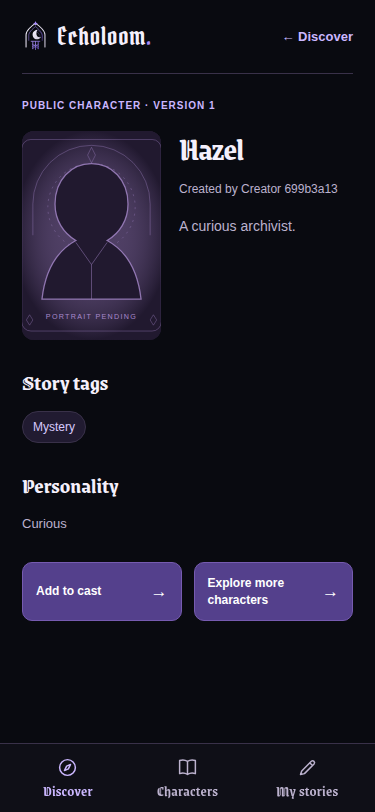 Echoloom.
← Discover
PUBLIC CHARACTER · VERSION 1
Hazel
Created by Creator 699b3a13
A curious archivist.
PORTRAIT PENDING
Story tags
Mystery
Personality
Curious
Add to cast →
Explore more
characters →
Discover
Characters
My stories